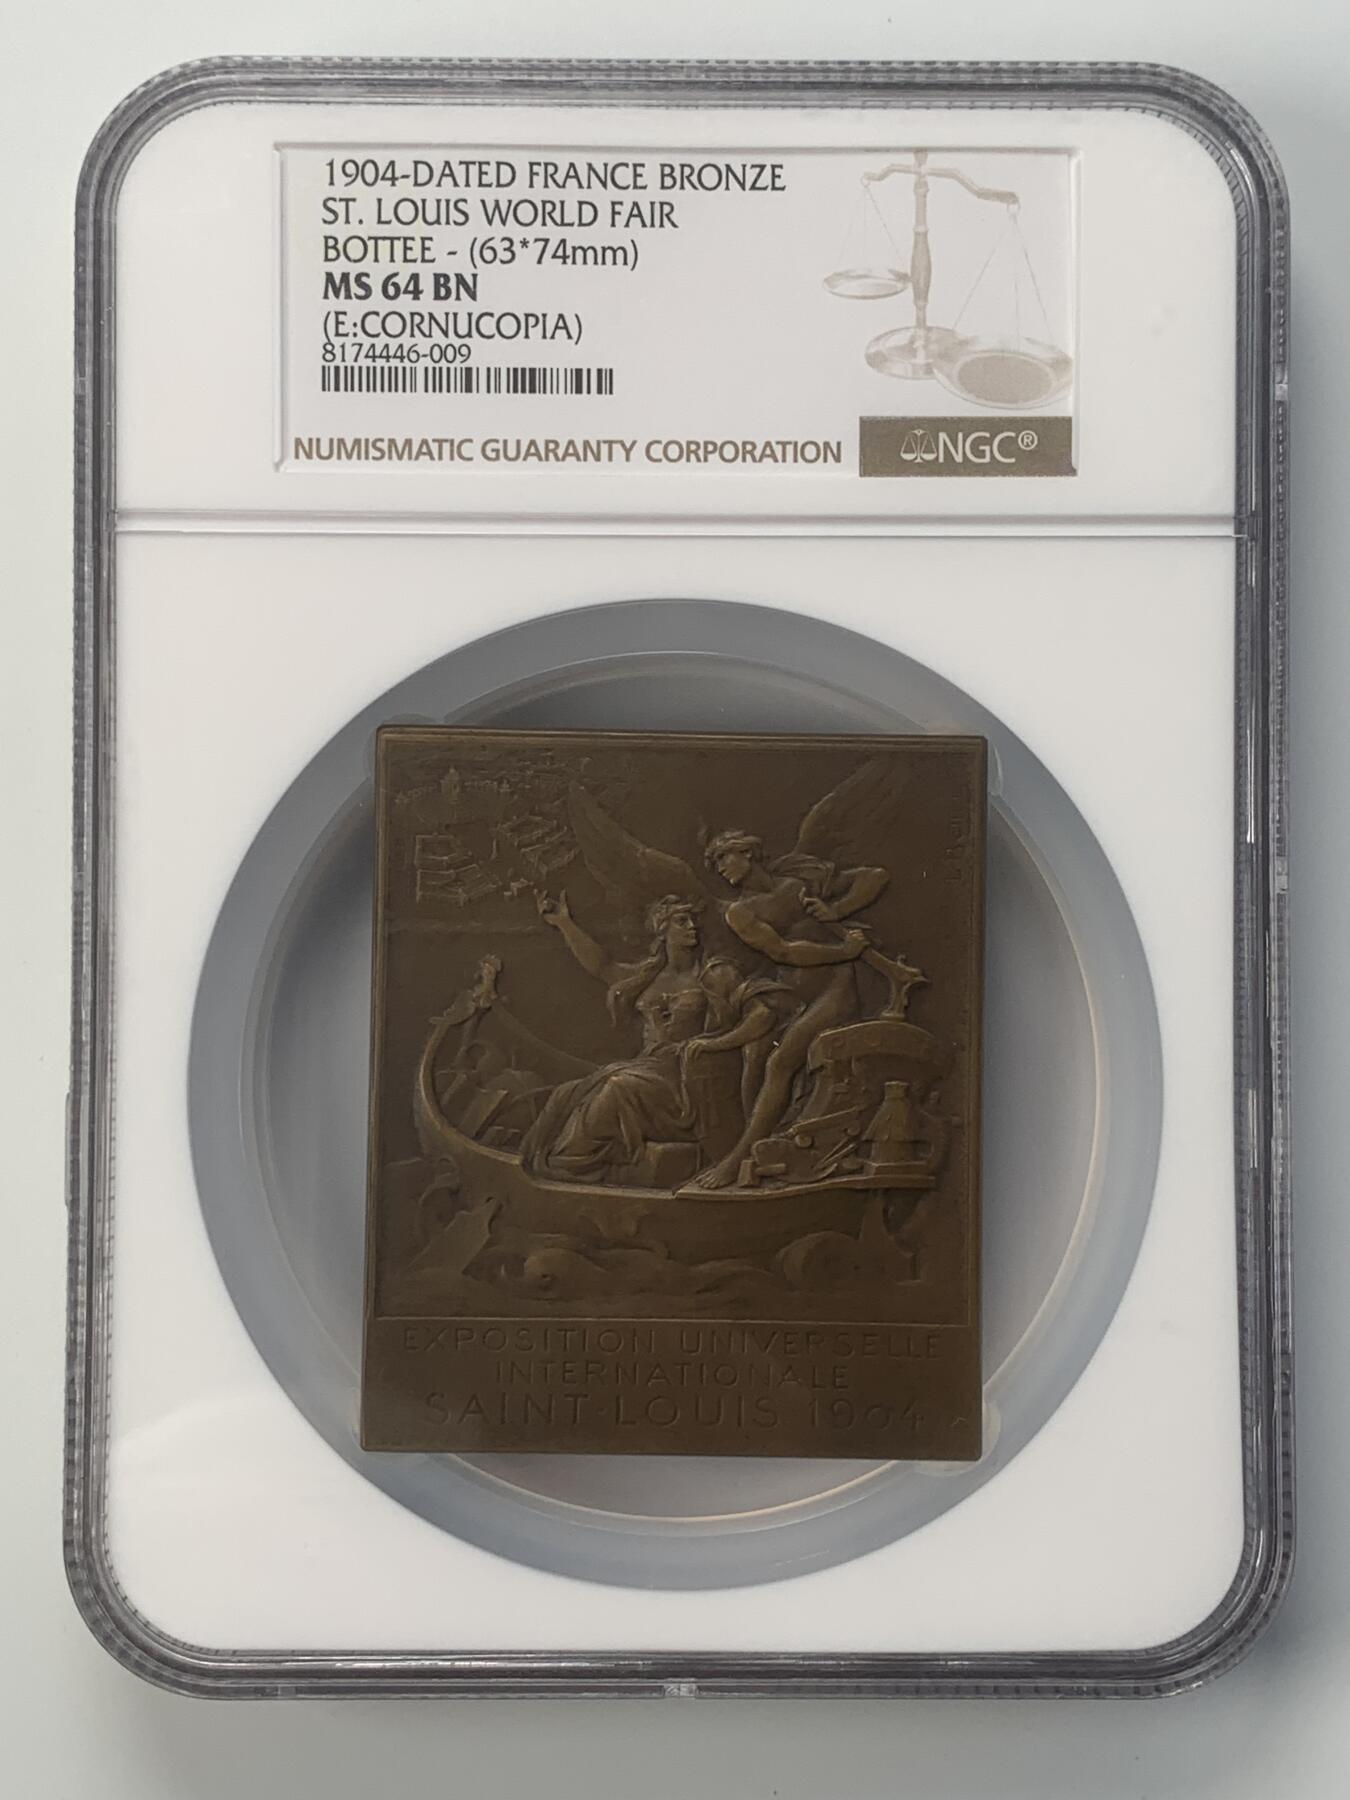 1904-DATED FRANCE BRONZE
ST. LOUIS WORLD FAIR
BOTTEE - (63*74mm)
MS 64 BN
(E:CORNUCOPIA)
8174446-009
NUMISMATIC GUARANTY CORPORATION
NGC®
EXPOSITION UNIVERSELLE
INTERNATIONALE
SAINT-LOUIS 1904